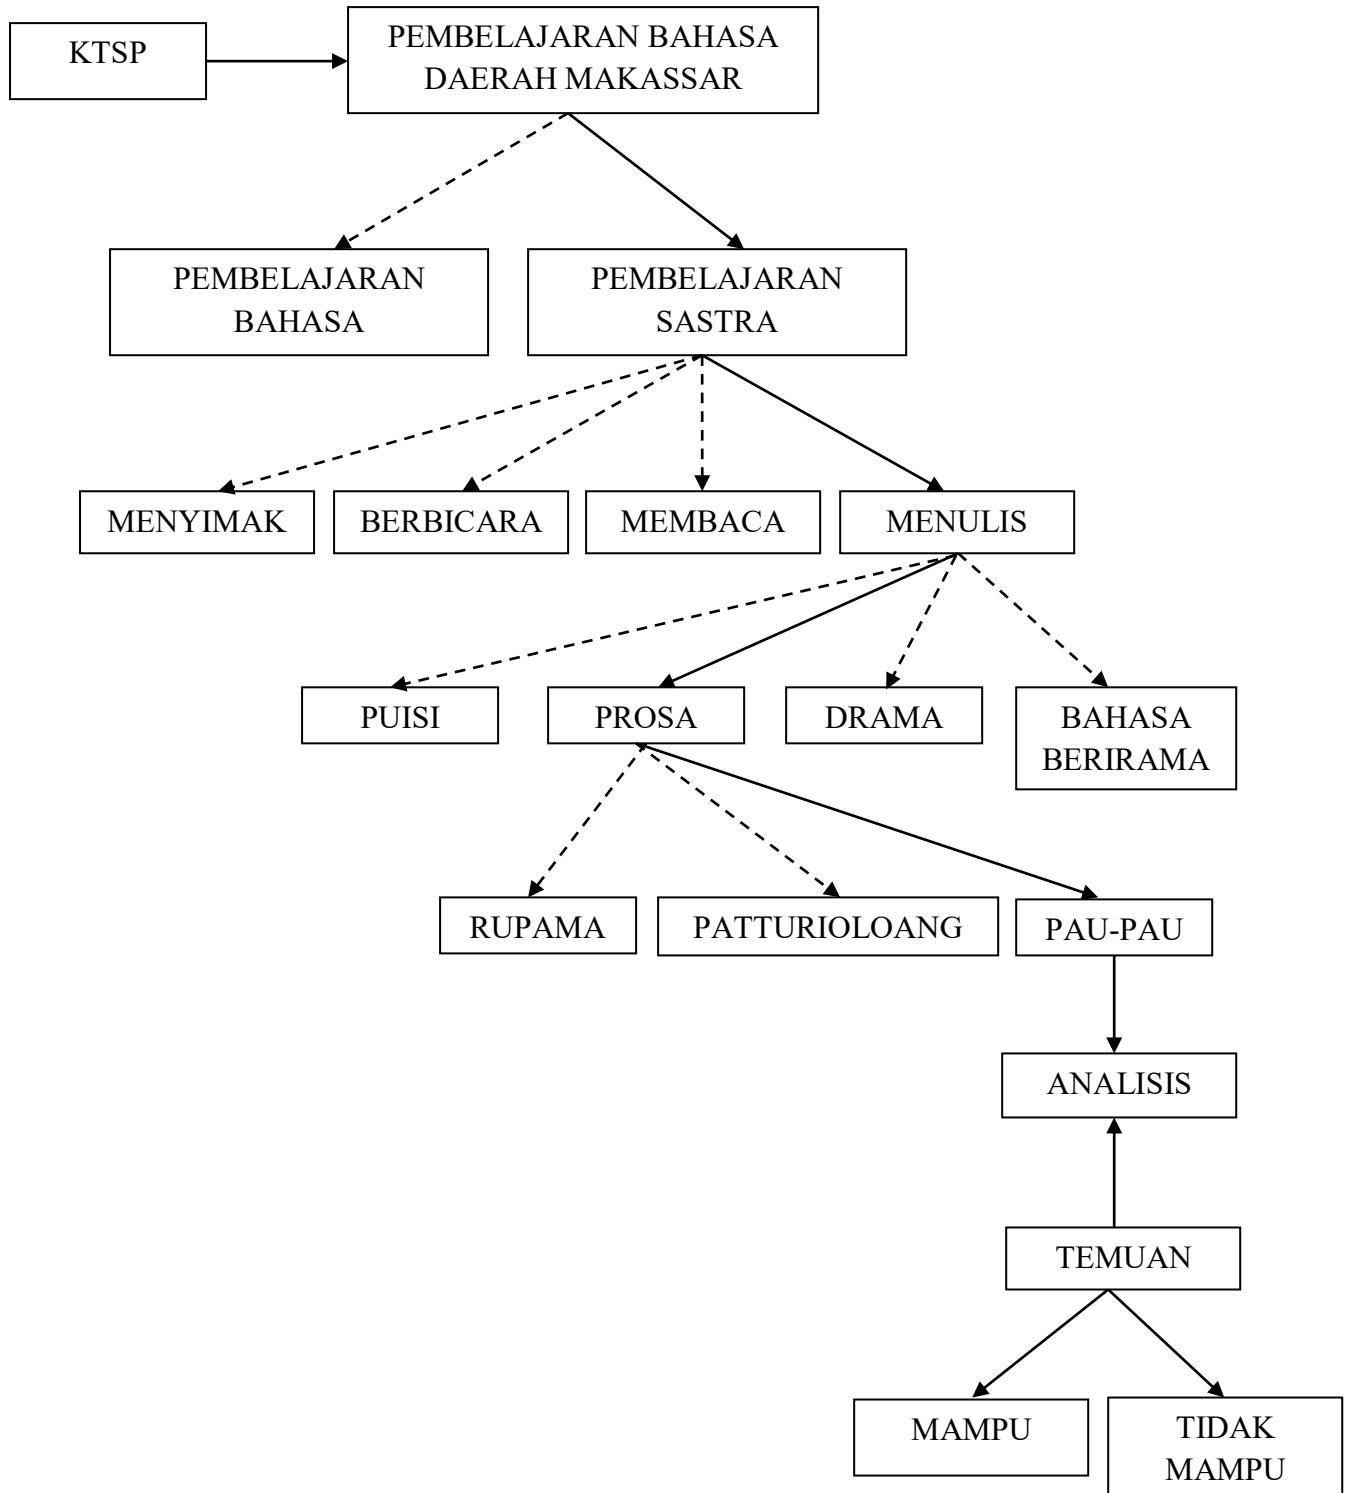 KTSP
PEMBELAJARAN BAHASA
DAERAH MAKASSAR
PEMBELAJARAN
BAHASA
PEMBELAJARAN
SASTRA
MENYIMAK
BERBICARA
MEMBACA
MENULIS
PUISI
PROSA
DRAMA
BAHASA
BERIRAMA
RUPAMA
PATTURIOLOANG
PAU-PAU
ANALISIS
TEMUAN
MAMPU
TIDAK
MAMPU